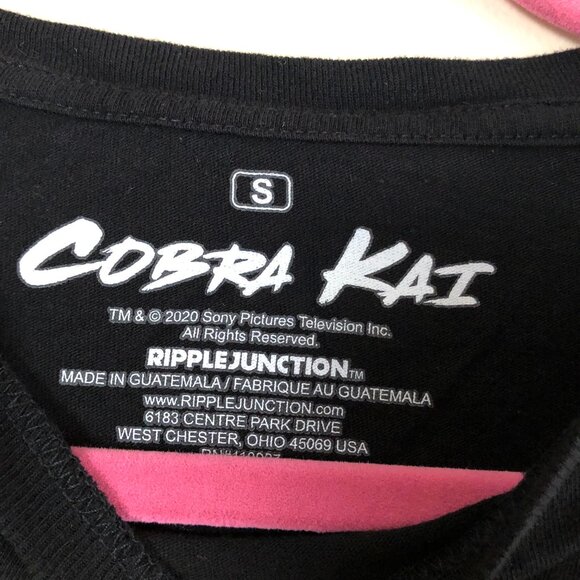 S
COBRA KAI
TM & © 2020 Sony Pictures Television Inc.
All Rights Reserved.
RIPPLEJUNCTION™
MADE IN GUATEMALA / FABRIQUE AU GUATEMALA
www.RIPPLEJUNCTION.com
6183 CENTRE PARK DRIVE
WEST CHESTER, OHIO 45069 USA